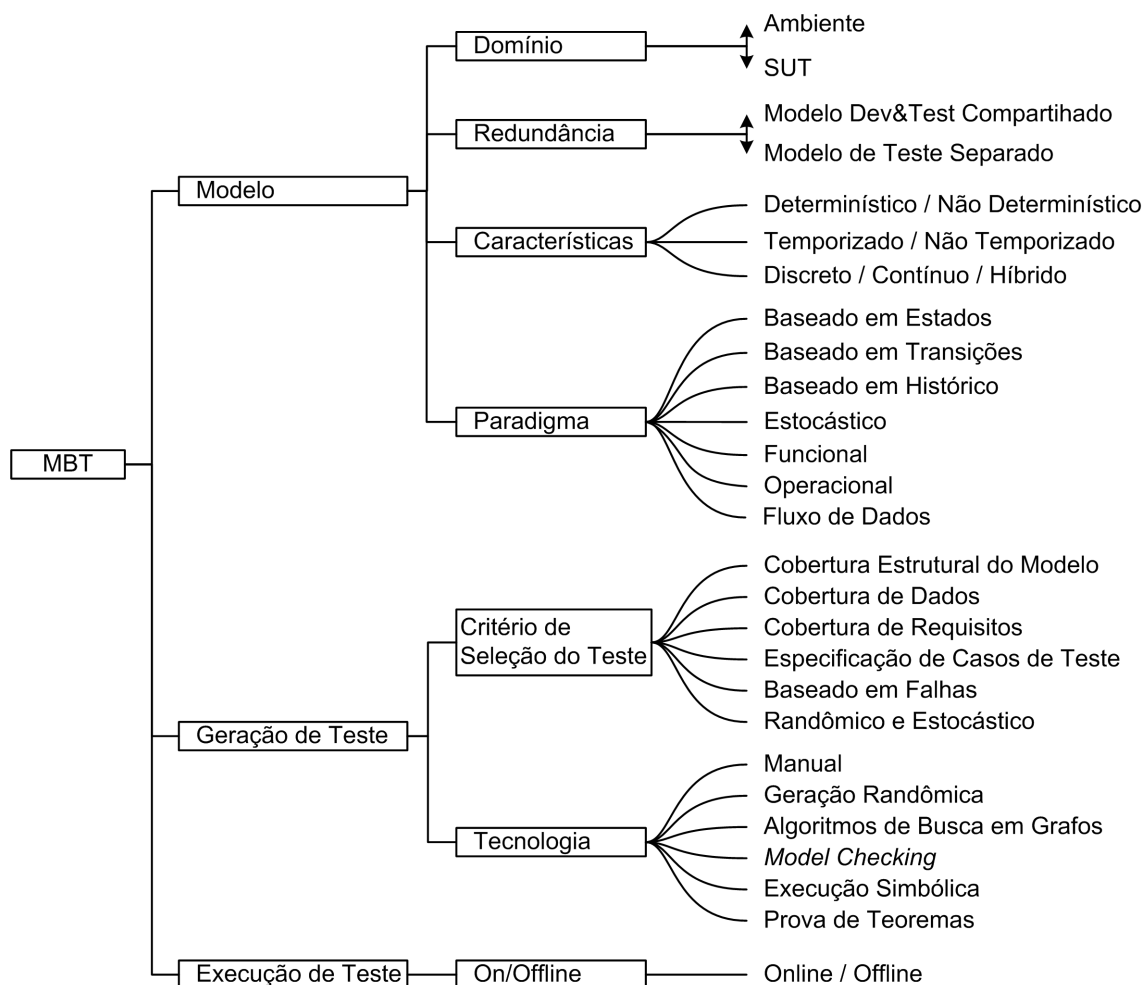 Ambiente
Domínio
SUT
Modelo Dev&Test Compartihado
Redundância
Modelo de Teste Separado
Modelo
Determinístico / Não Determinístico
Características
Temporizado / Não Temporizado
Discreto / Contínuo / Híbrido
Baseado em Estados
Baseado em Transições
Baseado em Histórico
Paradigma
Estocástico
Funcional
Operacional
Fluxo de Dados
MBT
Cobertura Estrutural do Modelo
Cobertura de Dados
Critério de
Seleção do Teste
Cobertura de Requisitos
Especificação de Casos de Teste
Baseado em Falhas
Randômico e Estocástico
Geração de Teste
Manual
Geração Randômica
Algoritmos de Busca em Grafos
Tecnologia
Model Checking
Execução Simbólica
Prova de Teoremas
Execução de Teste
On/Offline
Online / Offline